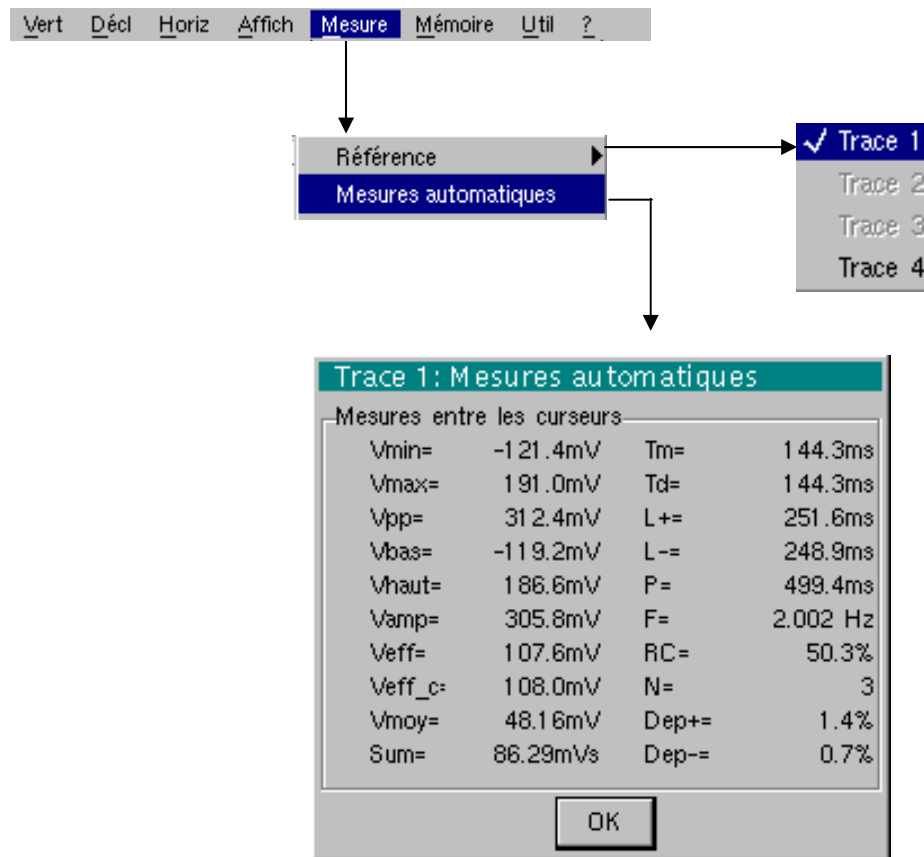 Vert Décl Horiz Affich Mesure Mémoire Util ?
Référence
Mesures automatiques
✓ Trace 1
Trace 2
Trace 3
Trace 4
Trace 1: Mesures automatiques
Mesures entre les curseurs
Vmin= -121.4mV Tm= 144.3ms
Vmax= 191.0mV Td= 144.3ms
Vpp= 312.4mV L+= 251.6ms
Vbas= -119.2mV L-= 248.9ms
Vhaut= 186.6mV P= 499.4ms
Vamp= 305.8mV F= 2.002 Hz
Veff= 107.6mV RC= 50.3%
Veff_c= 108.0mV N= 3
Vmoy= 48.16mV Dep+= 1.4%
Sum= 86.29mVs Dep-= 0.7%
OK